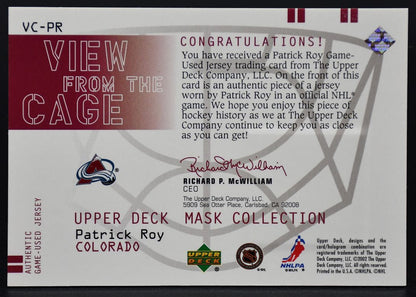 VC-PR
VIEW
FROM THE
CAGE
CONGRATULATIONS!
You have received a Patrick Roy Game-
Used Jersey trading card from The Upper
Deck Company, LLC. On the front of this
card is an authentic piece of a jersey
worn by Patrick Roy in an official NHL®
game. We hope you enjoy this piece of
hockey history as we at The Upper Deck
Company continue to keep you as close
as you can get!
Richard McWilliam
RICHARD P. McWILLIAM
CEO
The Upper Deck Company, LLC.
5909 Sea Otter Place, Carlsbad, CA 92008
UPPER DECK MASK COLLECTION
Patrick Roy
COLORADO
AUTHENTIC
GAME-USED JERSEY
UPPER
DECK
NHLPA
Upper Deck, designs and the
card/hologram combination are
registered trademarks of The
Upper Deck Company, LLC. ©2002 The
Upper Deck Company, LLC.
All rights reserved.
Printed in the U.S.A. ©NHLPA. ©NHL